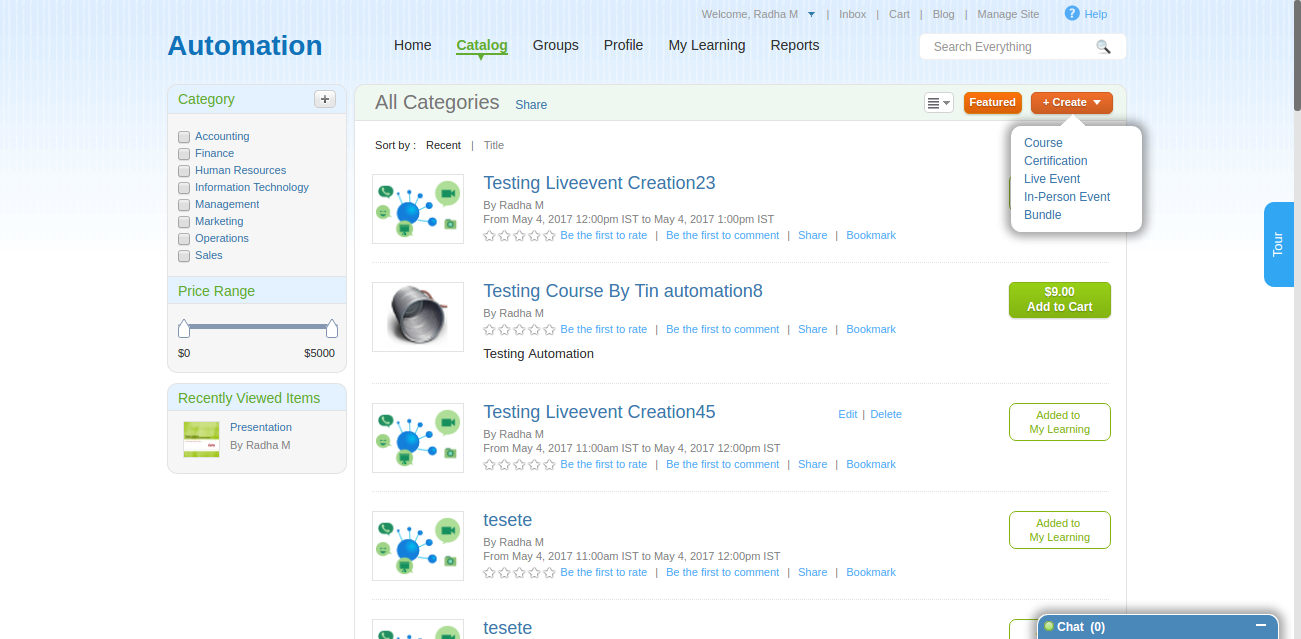 Welcome, Radha M | Inbox | Cart | Blog | Manage Site ? Help
Automation
Home Catalog Groups Profile My Learning Reports
Search Everything
Category +
Accounting
Finance
Human Resources
Information Technology
Management
Marketing
Operations
Sales
Price Range
$0 $5000
Recently Viewed Items
Presentation
By Radha M
All Categories Share
Featured
+ Create
Course
Certification
Live Event
In-Person Event
Bundle
Sort by : Recent | Title
Testing Liveevent Creation23
By Radha M
From May 4, 2017 12:00pm IST to May 4, 2017 1:00pm IST
Be the first to rate | Be the first to comment | Share | Bookmark
Testing Course By Tin automation8
By Radha M
Be the first to rate | Be the first to comment | Share | Bookmark
Testing Automation
$9.00
Add to Cart
Testing Liveevent Creation45
Edit | Delete
By Radha M
From May 4, 2017 11:00am IST to May 4, 2017 12:00pm IST
Be the first to rate | Be the first to comment | Share | Bookmark
Added to
My Learning
tesete
By Radha M
From May 4, 2017 11:00am IST to May 4, 2017 12:00pm IST
Be the first to rate | Be the first to comment | Share | Bookmark
Added to
My Learning
tesete
Tour
Chat (0)